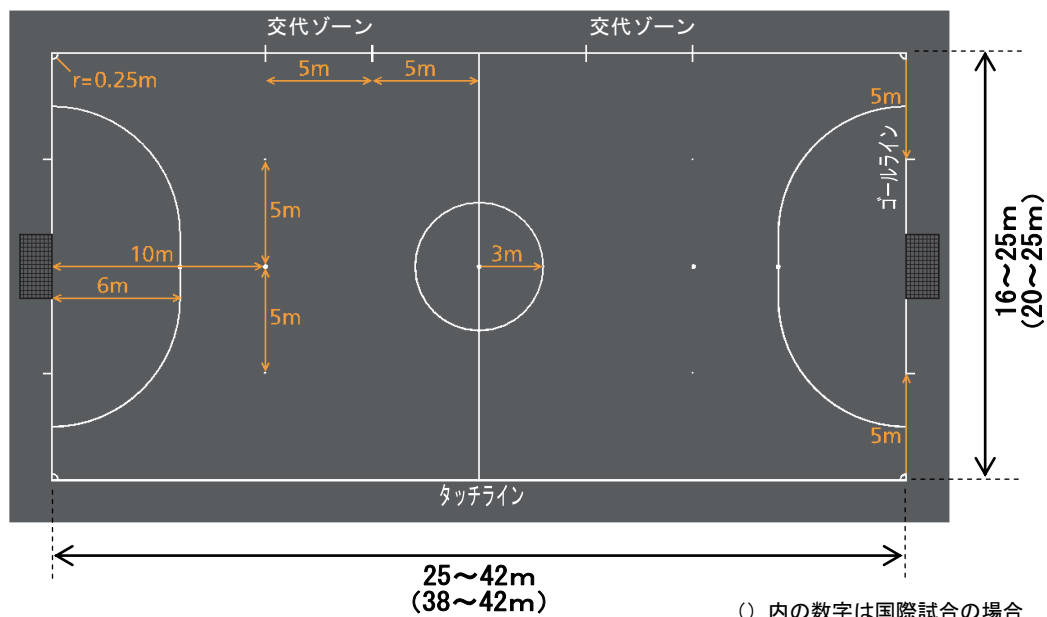 交代ゾーン
交代ゾーン
5m
5m
r=0.25m
5m
ゴールライン
5m
10m
3m
6m
5m
16～25m
(20～25m)
5m
タッチライン
25～42m
(38～42m)
() 内の数字は国際試合の場合